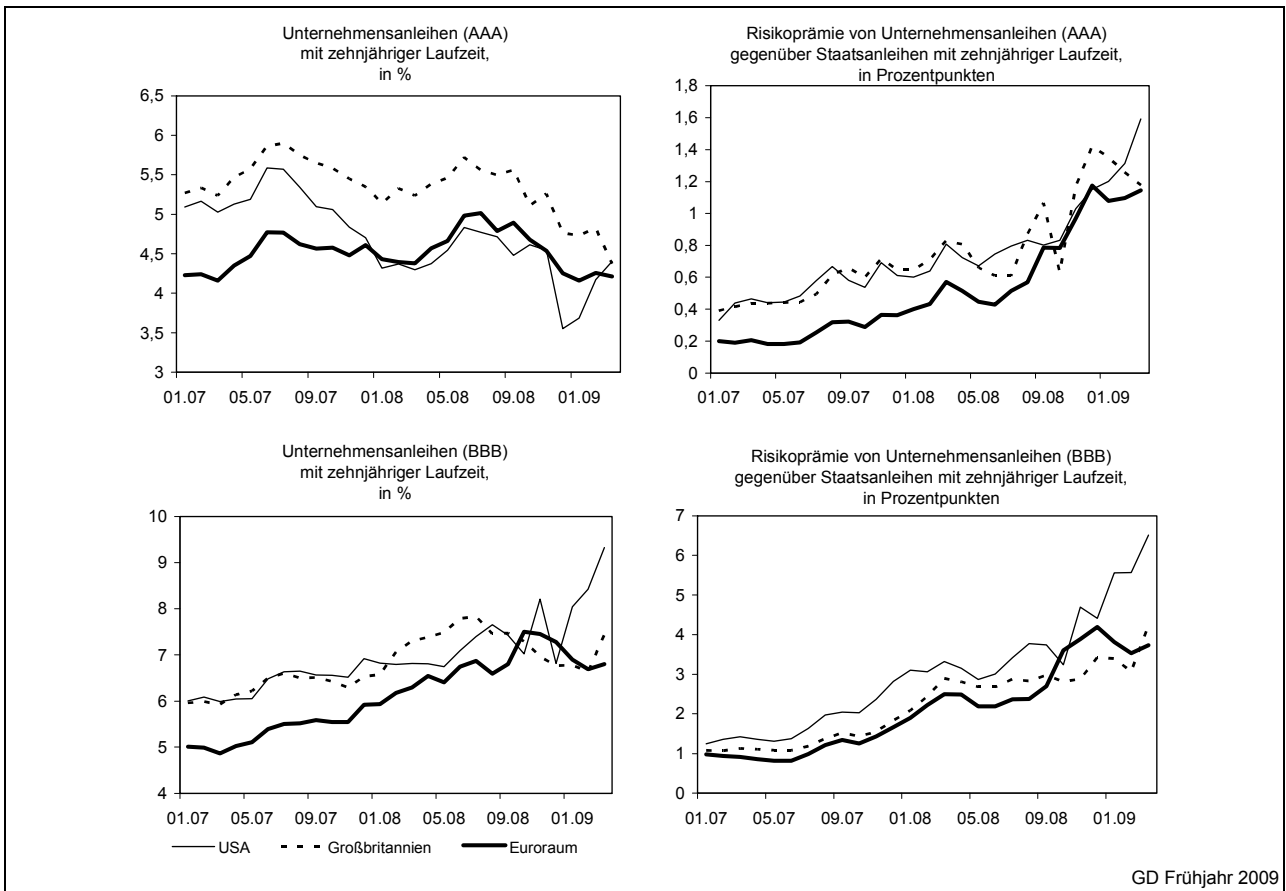 Unternehmensanleihen (AAA)
mit zehnjähriger Laufzeit,
in %
6,5
6
5,5
5
4,5
4
3,5
3
01.07 05.07 09.07 01.08 05.08 09.08 01.09
Risikoprämie von Unternehmensanleihen (AAA)
gegenüber Staatsanleihen mit zehnjähriger Laufzeit,
in Prozentpunkten
1,8
1,6
1,4
1,2
1
0,8
0,6
0,4
0,2
0
01.07 05.07 09.07 01.08 05.08 09.08 01.09
Unternehmensanleihen (BBB)
mit zehnjähriger Laufzeit,
in %
10
9
8
7
6
5
4
01.07 05.07 09.07 01.08 05.08 09.08 01.09
Risikoprämie von Unternehmensanleihen (BBB)
gegenüber Staatsanleihen mit zehnjähriger Laufzeit,
in Prozentpunkten
7
6
5
4
3
2
1
0
01.07 05.07 09.07 01.08 05.08 09.08 01.09
USA Großbritannien Euroraum
GD Frühjahr 2009